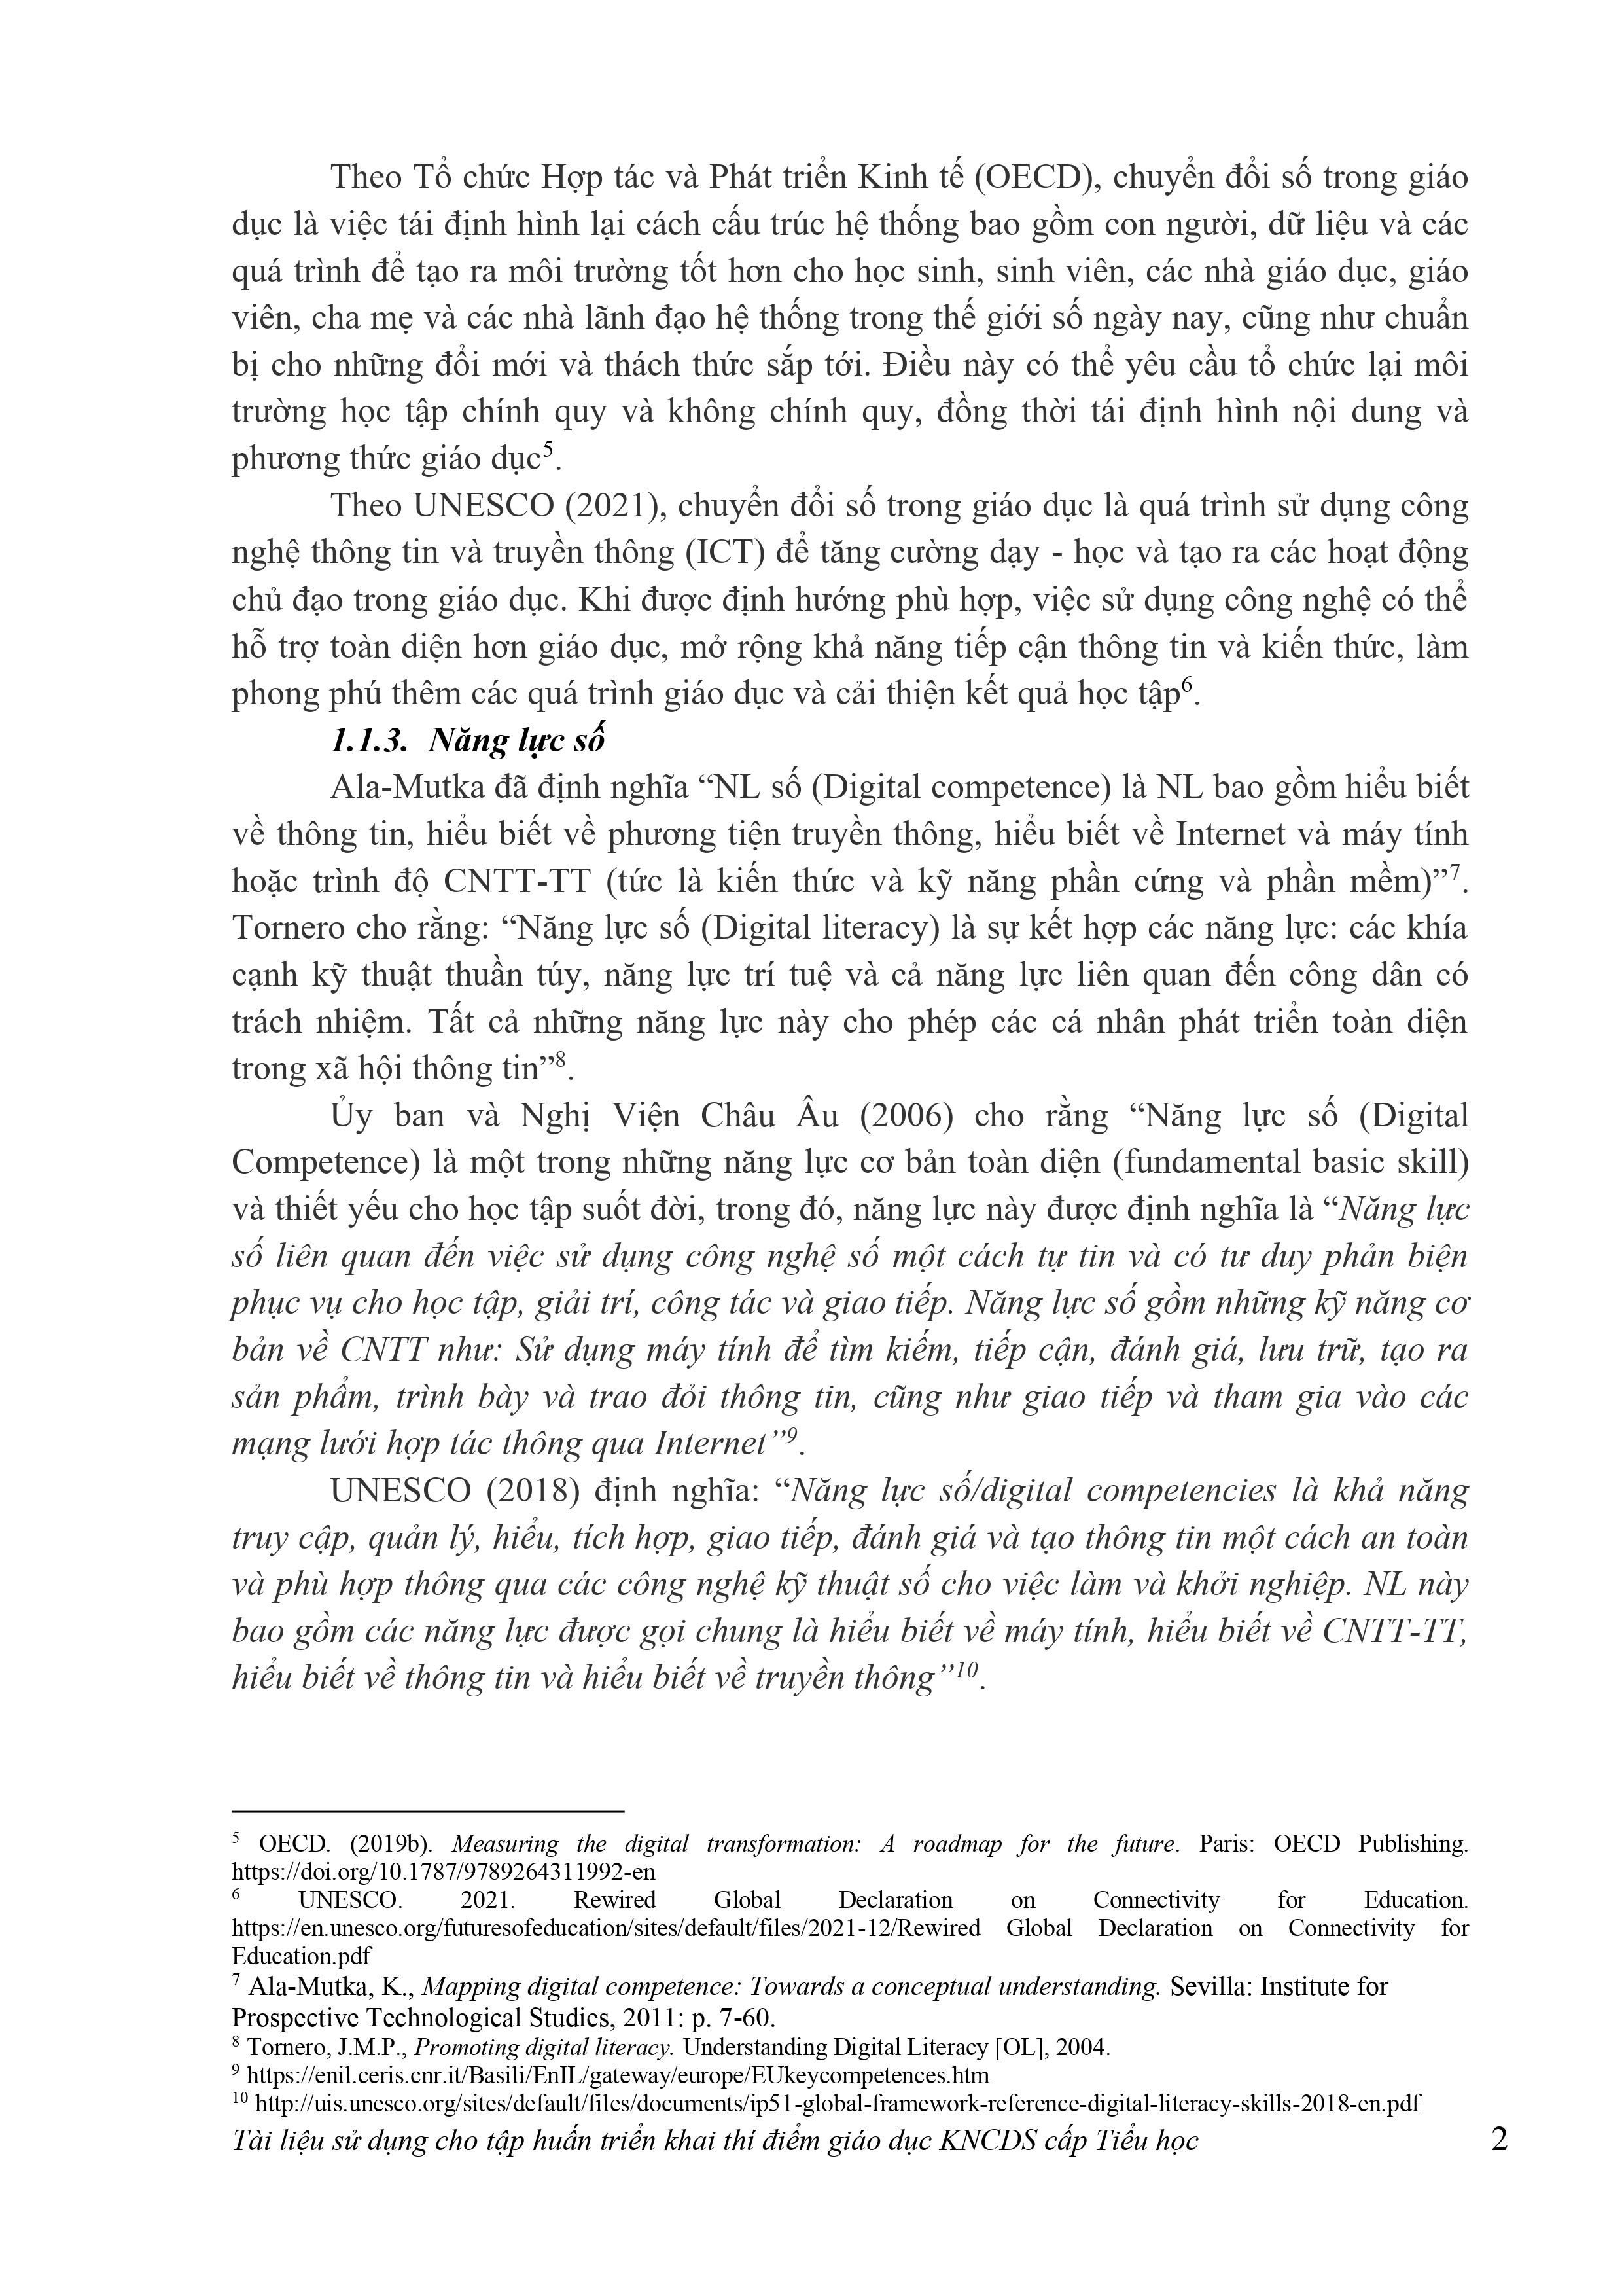 Theo Tổ chức Hợp tác và Phát triển Kinh tế (OECD), chuyển đổi số trong giáo
dục là việc tái định hình lại cách cấu trúc hệ thống bao gồm con người, dữ liệu và các
quá trình để tạo ra môi trường tốt hơn cho học sinh, sinh viên, các nhà giáo dục, giáo
viên, cha mẹ và các nhà lãnh đạo hệ thống trong thế giới số ngày nay, cũng như chuẩn
bị cho những đổi mới và thách thức sắp tới. Điều này có thể yêu cầu tổ chức lại môi
trường học tập chính quy và không chính quy, đồng thời tái định hình nội dung và
phương thức giáo dục⁵.
Theo UNESCO (2021), chuyển đổi số trong giáo dục là quá trình sử dụng công
nghệ thông tin và truyền thông (ICT) để tăng cường dạy - học và tạo ra các hoạt động
chủ đạo trong giáo dục. Khi được định hướng phù hợp, việc sử dụng công nghệ có thể
hỗ trợ toàn diện hơn giáo dục, mở rộng khả năng tiếp cận thông tin và kiến thức, làm
phong phú thêm các quá trình giáo dục và cải thiện kết quả học tập⁶.
1.1.3. Năng lực số
Ala-Mutka đã định nghĩa “NL số (Digital competence) là NL bao gồm hiểu biết
về thông tin, hiểu biết về phương tiện truyền thông, hiểu biết về Internet và máy tính
hoặc trình độ CNTT-TT (tức là kiến thức và kỹ năng phần cứng và phần mềm)”⁷.
Tornero cho rằng: “Năng lực số (Digital literacy) là sự kết hợp các năng lực: các khía
cạnh kỹ thuật thuần túy, năng lực trí tuệ và cả năng lực liên quan đến công dân có
trách nhiệm. Tất cả những năng lực này cho phép các cá nhân phát triển toàn diện
trong xã hội thông tin”⁸.
Ủy ban và Nghị Viện Châu Âu (2006) cho rằng “Năng lực số (Digital
Competence) là một trong những năng lực cơ bản toàn diện (fundamental basic skill)
và thiết yếu cho học tập suốt đời, trong đó, năng lực này được định nghĩa là “Năng lực
số liên quan đến việc sử dụng công nghệ số một cách tự tin và có tư duy phản biện
phục vụ cho học tập, giải trí, công tác và giao tiếp. Năng lực số gồm những kỹ năng cơ
bản về CNTT như: Sử dụng máy tính để tìm kiếm, tiếp cận, đánh giá, lưu trữ, tạo ra
sản phẩm, trình bày và trao đỏi thông tin, cũng như giao tiếp và tham gia vào các
mạng lưới hợp tác thông qua Internet”⁹.
UNESCO (2018) định nghĩa: “Năng lực số/digital competencies là khả năng
truy cập, quản lý, hiểu, tích hợp, giao tiếp, đánh giá và tạo thông tin một cách an toàn
và phù hợp thông qua các công nghệ kỹ thuật số cho việc làm và khởi nghiệp. NL này
bao gồm các năng lực được gọi chung là hiểu biết về máy tính, hiểu biết về CNTT-TT,
hiểu biết về thông tin và hiểu biết về truyền thông”¹⁰.
⁵ OECD. (2019b). Measuring the digital transformation: A roadmap for the future. Paris: OECD Publishing.
https://doi.org/10.1787/9789264311992-en
⁶ UNESCO. 2021. Rewired Global Declaration on Connectivity for Education.
https://en.unesco.org/futuresofeducation/sites/default/files/2021-12/Rewired Global Declaration on Connectivity for
Education.pdf
⁷ Ala-Mutka, K., Mapping digital competence: Towards a conceptual understanding. Sevilla: Institute for
Prospective Technological Studies, 2011: p. 7-60.
⁸ Tornero, J.M.P., Promoting digital literacy. Understanding Digital Literacy [OL], 2004.
⁹ https://enil.ceris.cnr.it/Basili/EnIL/gateway/europe/EUkeycompetences.htm
¹⁰ http://uis.unesco.org/sites/default/files/documents/ip51-global-framework-reference-digital-literacy-skills-2018-en.pdf
Tài liệu sử dụng cho tập huấn triển khai thí điểm giáo dục KNCDS cấp Tiểu học 2